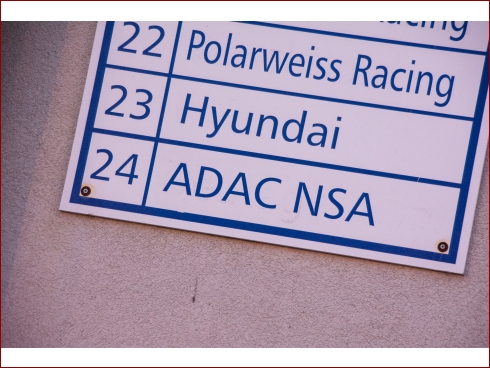 22 Polarweiss Racing
23 Hyundai
24 ADAC NSA